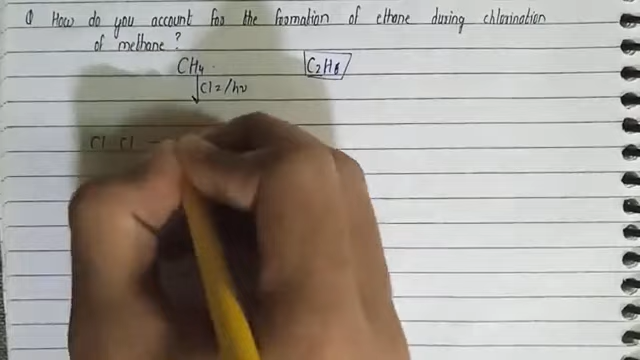 Q How do you account for the formation of ethane during chlorination
of methane?
CH4 C2H6
Cl2/hν
Cl Cl